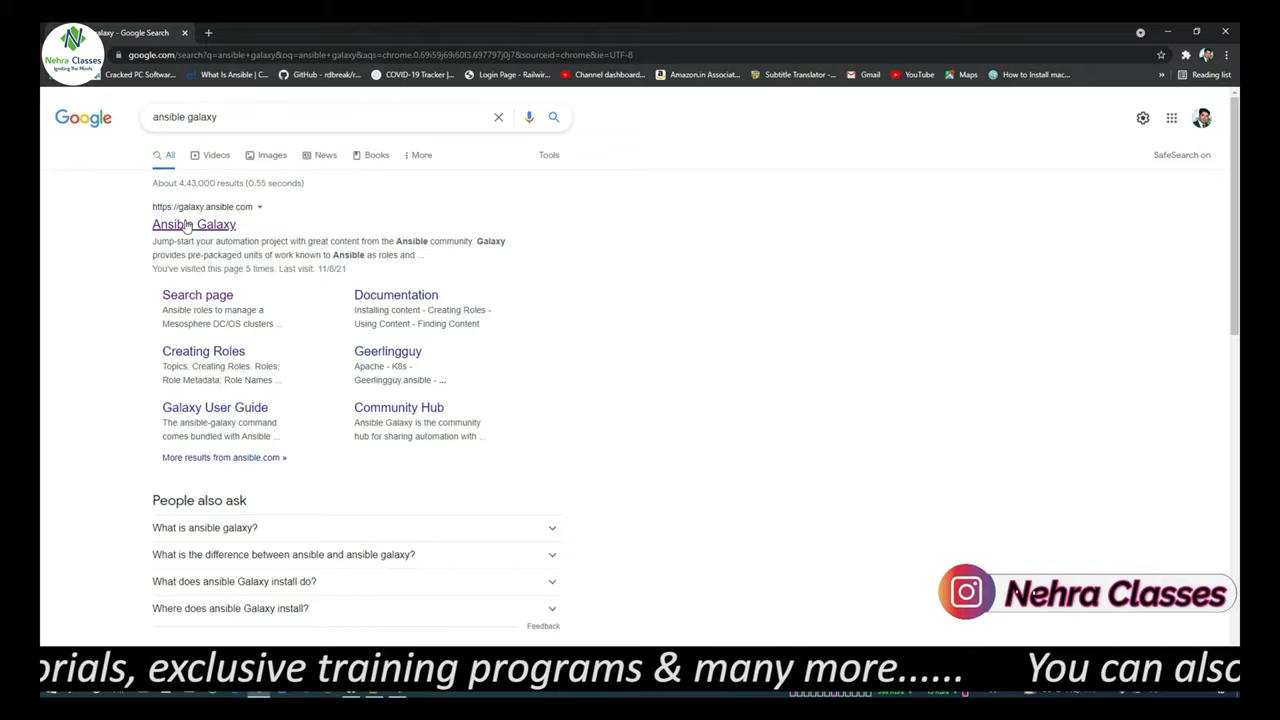 Nehra Classes
Igniting The Minds
alaxy - Google Search
google.com/search?q=ansible+galaxy&oq=ansible+galaxy&aqs=chrome.0.69i59j69i60l3.697797j0j7&sourceid=chrome&ie=UTF-8
Cracked PC Softwar...
What Is Ansible | C...
GitHub - rdbreak/r...
COVID-19 Tracker |...
Login Page - Railwir...
Channel dashboard...
Amazon.in Associat...
Subtitle Translator -...
Gmail
YouTube
Maps
How to Install mac...
»
Reading list
Google
ansible galaxy
All
Videos
Images
News
Books
More
Tools
SafeSearch on
About 4,43,000 results (0.55 seconds)
https://galaxy.ansible.com
Ansible Galaxy
Jump-start your automation project with great content from the Ansible community. Galaxy
provides pre-packaged units of work known to Ansible as roles and ...
You've visited this page 5 times. Last visit: 11/8/21
Search page
Ansible roles to manage a
Mesosphere DC/OS clusters ...
Documentation
Installing content - Creating Roles -
Using Content - Finding Content
Creating Roles
Topics. Creating Roles. Roles;
Role Metadata; Role Names ...
Geerlingguy
Apache - K8s -
Geerlingguy.ansible - ...
Galaxy User Guide
The ansible-galaxy command
comes bundled with Ansible ...
Community Hub
Ansible Galaxy is the community
hub for sharing automation with ...
More results from ansible.com »
People also ask
What is ansible galaxy?
What is the difference between ansible and ansible galaxy?
What does ansible Galaxy install do?
Where does ansible Galaxy install?
Feedback
Nehra Classes
orials, exclusive training programs & many more...... You can also